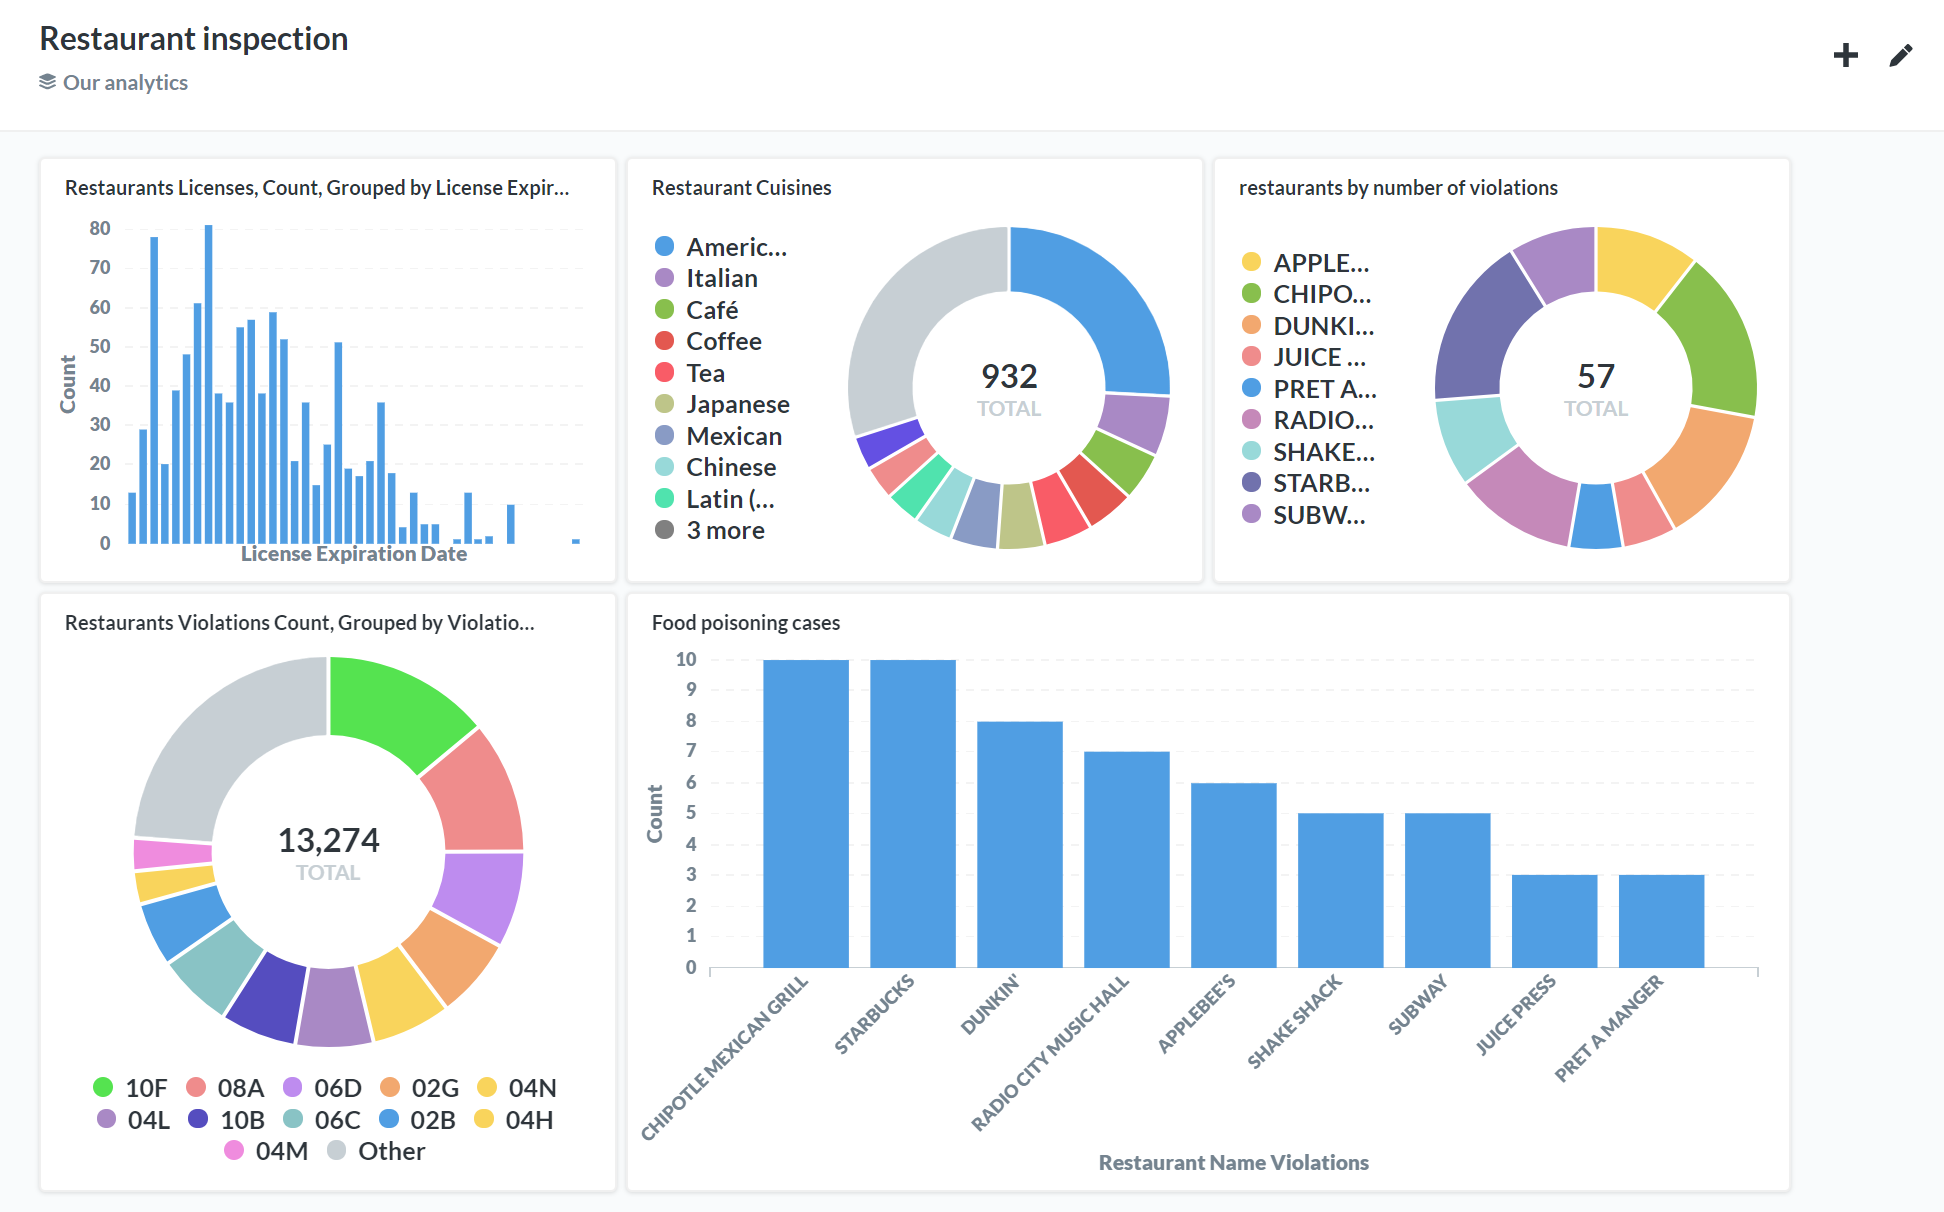 Restaurant inspection
Our analytics
Restaurants Licenses, Count, Grouped by License Expir...
80
70
60
50
40
30
20
10
0
Count
License Expiration Date
Restaurant Cuisines
Americ...
Italian
Café
Coffee
Tea
Japanese
Mexican
Chinese
Latin (...
3 more
932
TOTAL
restaurants by number of violations
APPLE...
CHIPO...
DUNKI...
JUICE ...
PRET A...
RADIO...
SHAKE...
STARB...
SUBW...
57
TOTAL
Restaurants Violations Count, Grouped by Violatio...
13,274
TOTAL
10F 08A 06D 02G 04N
04L 10B 06C 02B 04H
04M Other
Food poisoning cases
10
9
8
7
6
5
4
3
2
1
0
Count
CHIPOTLE MEXICAN GRILL
STARBUCKS
DUNKIN'
RADIO CITY MUSIC HALL
APPLEBEE'S
SHAKE SHACK
SUBWAY
JUICE PRESS
PRET A MANGER
Restaurant Name Violations